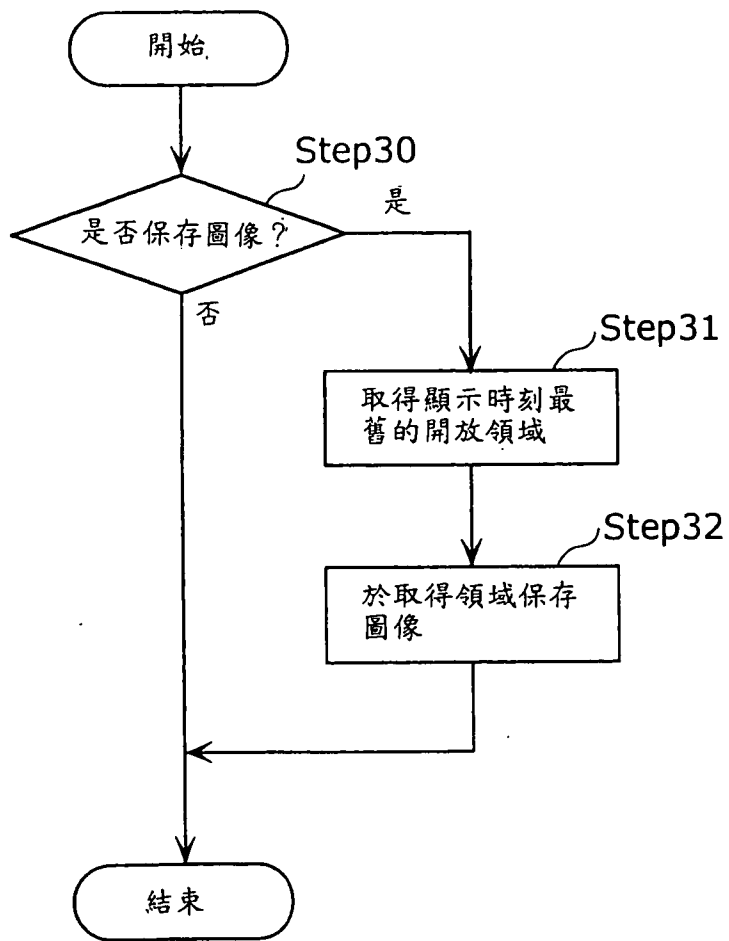 開始
Step30
是否保存圖像？
是
否
Step31
取得顯示時刻最
舊的開放領域
Step32
於取得領域保存
圖像
結束